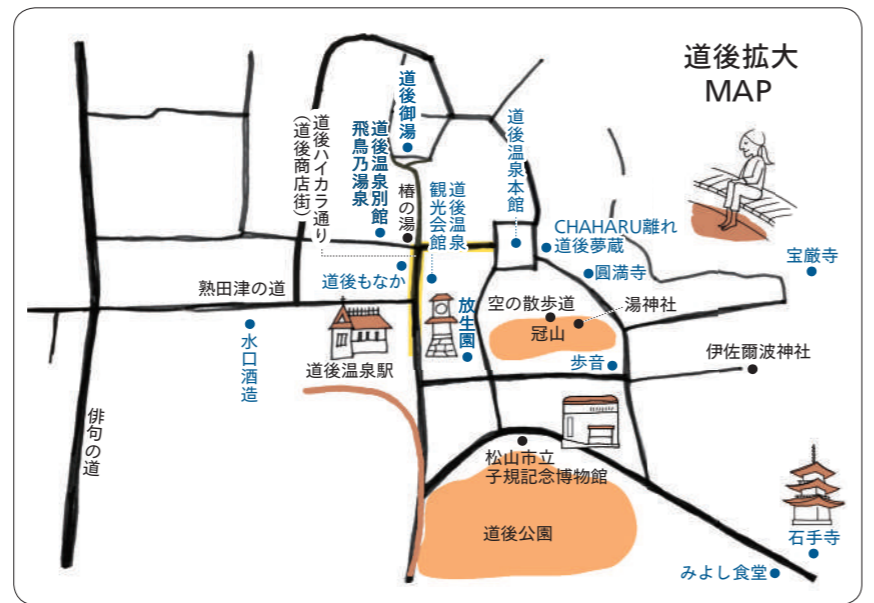 道後拡大
MAP
道後御湯
道後温泉別館
飛鳥乃湯泉
道後ハイカラ通り
（道後商店街）
椿の湯
道後温泉
観光会館
道後温泉本館
CHAHARU離れ
道後夢蔵
圓満寺
宝厳寺
道後もなか
熟田津の道
放生園
空の散歩道
湯神社
冠山
水口酒造
道後温泉駅
歩音
伊佐爾波神社
俳句の道
松山市立
子規記念博物館
道後公園
石手寺
みよし食堂